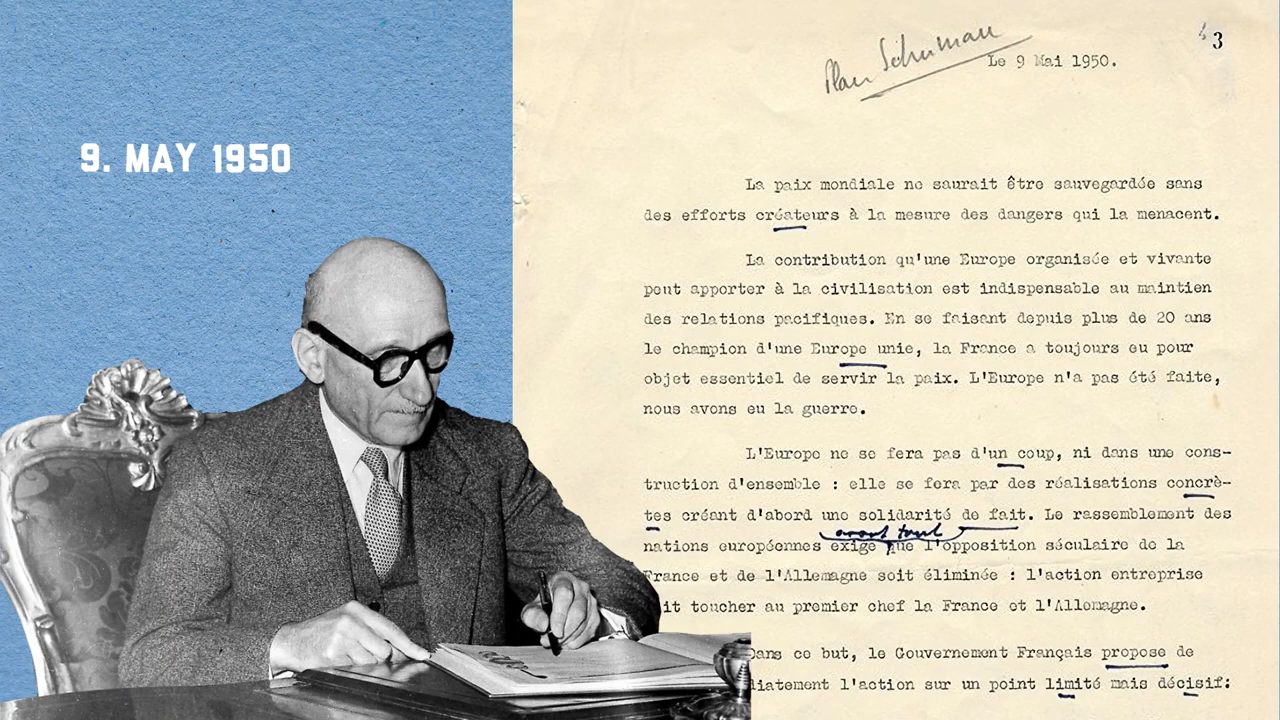 9. MAY 1950
Plan Schuman
3
Le 9 Mai 1950.
La paix mondiale ne saurait être sauvegardée sans
des efforts créateurs à la mesure des dangers qui la menacent.
La contribution qu'une Europe organisée et vivante
peut apporter à la civilisation est indispensable au maintien
des relations pacifiques. En se faisant depuis plus de 20 ans
le champion d'une Europe unie, la France a toujours eu pour
objet essentiel de servir la paix. L'Europe n'a pas été faite,
nous avons eu la guerre.
L'Europe ne se fera pas d'un coup, ni dans une cons-
truction d'ensemble : elle se fera par des réalisations concrè-
tes créant d'abord une solidarité de fait. Le rassemblement des
avant tout
nations européennes exige que l'opposition séculaire de la
France et de l'Allemagne soit éliminée : l'action entreprise
it toucher au premier chef la France et l'Allemagne.
Dans ce but, le Gouvernement Français propose de
diatement l'action sur un point limité mais décisif: